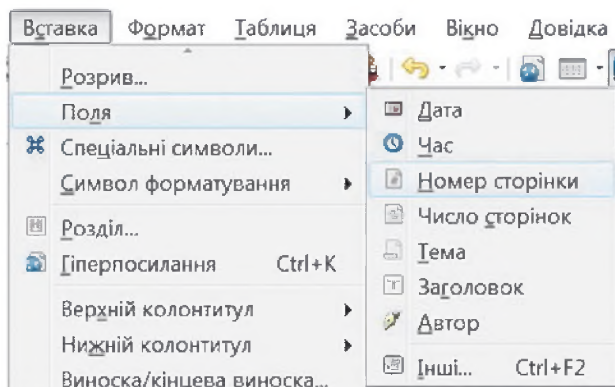 Вставка Формат Таблиця Засоби Вікно Довідка
Розрив...
Поля
Спеціальні символи...
Символ форматування
Розділ...
Гіперпосилання Ctrl+K
Верхній колонтитул
Нижній колонтитул
Виноска/кінцева виноска...
Дата
Час
Номер сторінки
Число сторінок
Тема
Заголовок
Автор
Інші... Ctrl+F2